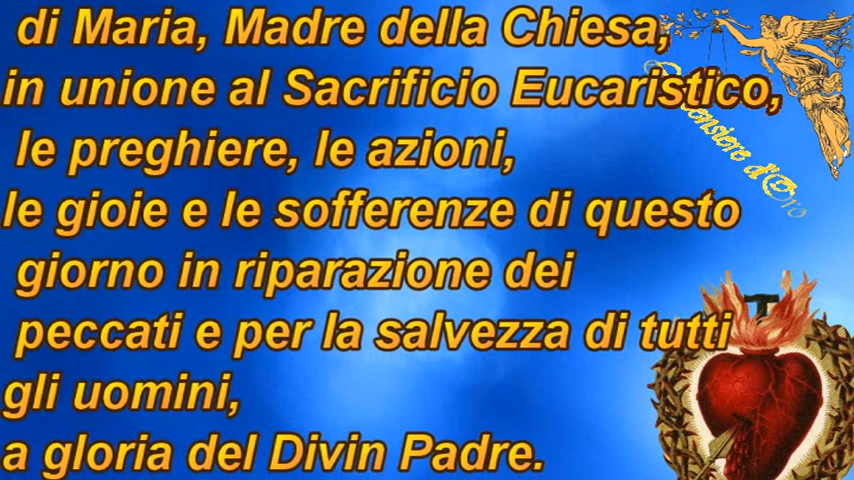 di Maria, Madre della Chiesa,
in unione al Sacrificio Eucaristico,
le preghiere, le azioni,
le gioie e le sofferenze di questo
giorno in riparazione dei
peccati e per la salvezza di tutti
gli uomini,
a gloria del Divin Padre.
d'Oro